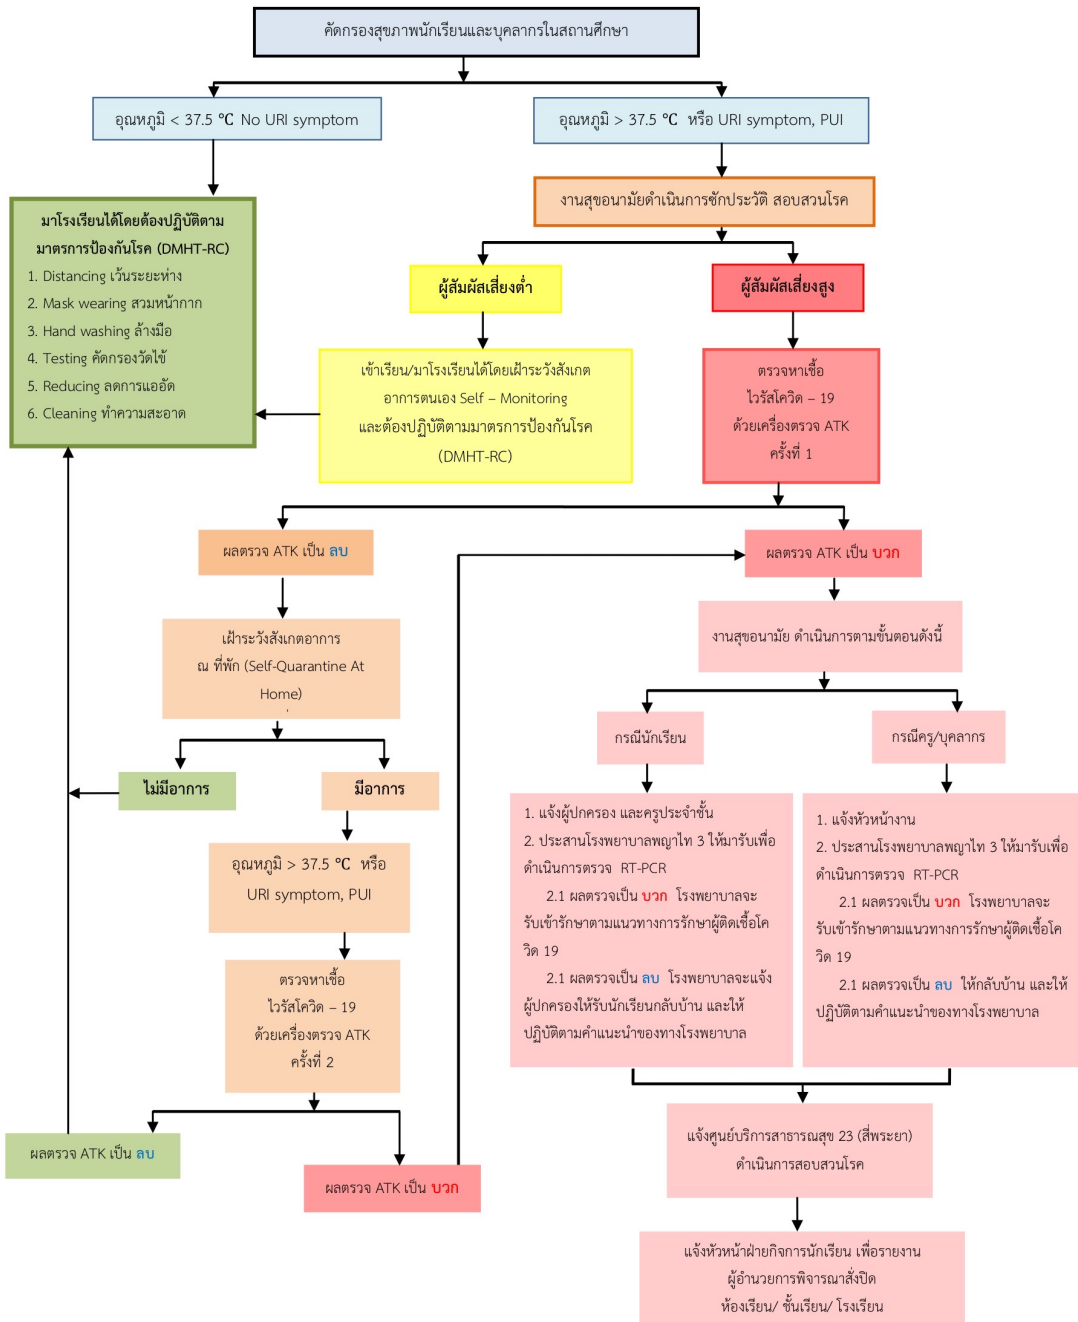 คัดกรองสุขภาพนักเรียนและบุคลากรในสถานศึกษา
อุณหภูมิ < 37.5 ℃ No URI symptom
อุณหภูมิ > 37.5 ℃ หรือ URI symptom, PUI
งานสุขอนามัยดำเนินการซักประวัติ สอบสวนโรค
มาโรงเรียนได้โดยต้องปฏิบัติตาม
มาตรการป้องกันโรค (DMHT-RC)
1. Distancing เว้นระยะห่าง
2. Mask wearing สวมหน้ากาก
3. Hand washing ล้างมือ
4. Testing คัดกรองวัดไข้
5. Reducing ลดการแออัด
6. Cleaning ทำความสะอาด
ผู้สัมผัสเสี่ยงต่ำ
ผู้สัมผัสเสี่ยงสูง
เข้าเรียน/มาโรงเรียนได้โดยเฝ้าระวังสังเกต
อาการตนเอง Self – Monitoring
และต้องปฏิบัติตามมาตรการป้องกันโรค
(DMHT-RC)
ตรวจหาเชื้อ
ไวรัสโควิด – 19
ด้วยเครื่องตรวจ ATK
ครั้งที่ 1
ผลตรวจ ATK เป็น ลบ
ผลตรวจ ATK เป็น บวก
เฝ้าระวังสังเกตอาการ
ณ ที่พัก (Self-Quarantine At
Home)
งานสุขอนามัย ดำเนินการตามขั้นตอนดังนี้
กรณีนักเรียน
กรณีครู/บุคลากร
ไม่มีอาการ
มีอาการ
อุณหภูมิ > 37.5 ℃ หรือ
URI symptom, PUI
1. แจ้งผู้ปกครอง และครูประจำชั้น
2. ประสานโรงพยาบาลพญาไท 3 ให้มารับเพื่อ
ดำเนินการตรวจ RT-PCR
2.1 ผลตรวจเป็น บวก โรงพยาบาลจะ
รับเข้ารักษาตามแนวทางการรักษาผู้ติดเชื้อโค
วิด 19
2.1 ผลตรวจเป็น ลบ โรงพยาบาลจะแจ้ง
ผู้ปกครองให้รับนักเรียนกลับบ้าน และให้
ปฏิบัติตามคำแนะนำของทางโรงพยาบาล
1. แจ้งหัวหน้างาน
2. ประสานโรงพยาบาลพญาไท 3 ให้มารับเพื่อ
ดำเนินการตรวจ RT-PCR
2.1 ผลตรวจเป็น บวก โรงพยาบาลจะ
รับเข้ารักษาตามแนวทางการรักษาผู้ติดเชื้อโค
วิด 19
2.1 ผลตรวจเป็น ลบ ให้กลับบ้าน และให้
ปฏิบัติตามคำแนะนำของทางโรงพยาบาล
ตรวจหาเชื้อ
ไวรัสโควิด – 19
ด้วยเครื่องตรวจ ATK
ครั้งที่ 2
ผลตรวจ ATK เป็น ลบ
ผลตรวจ ATK เป็น บวก
แจ้งศูนย์บริการสาธารณสุข 23 (สี่พระยา)
ดำเนินการสอบสวนโรค
แจ้งหัวหน้าฝ่ายกิจการนักเรียน เพื่อรายงาน
ผู้อำนวยการพิจารณาสั่งปิด
ห้องเรียน/ ชั้นเรียน/ โรงเรียน